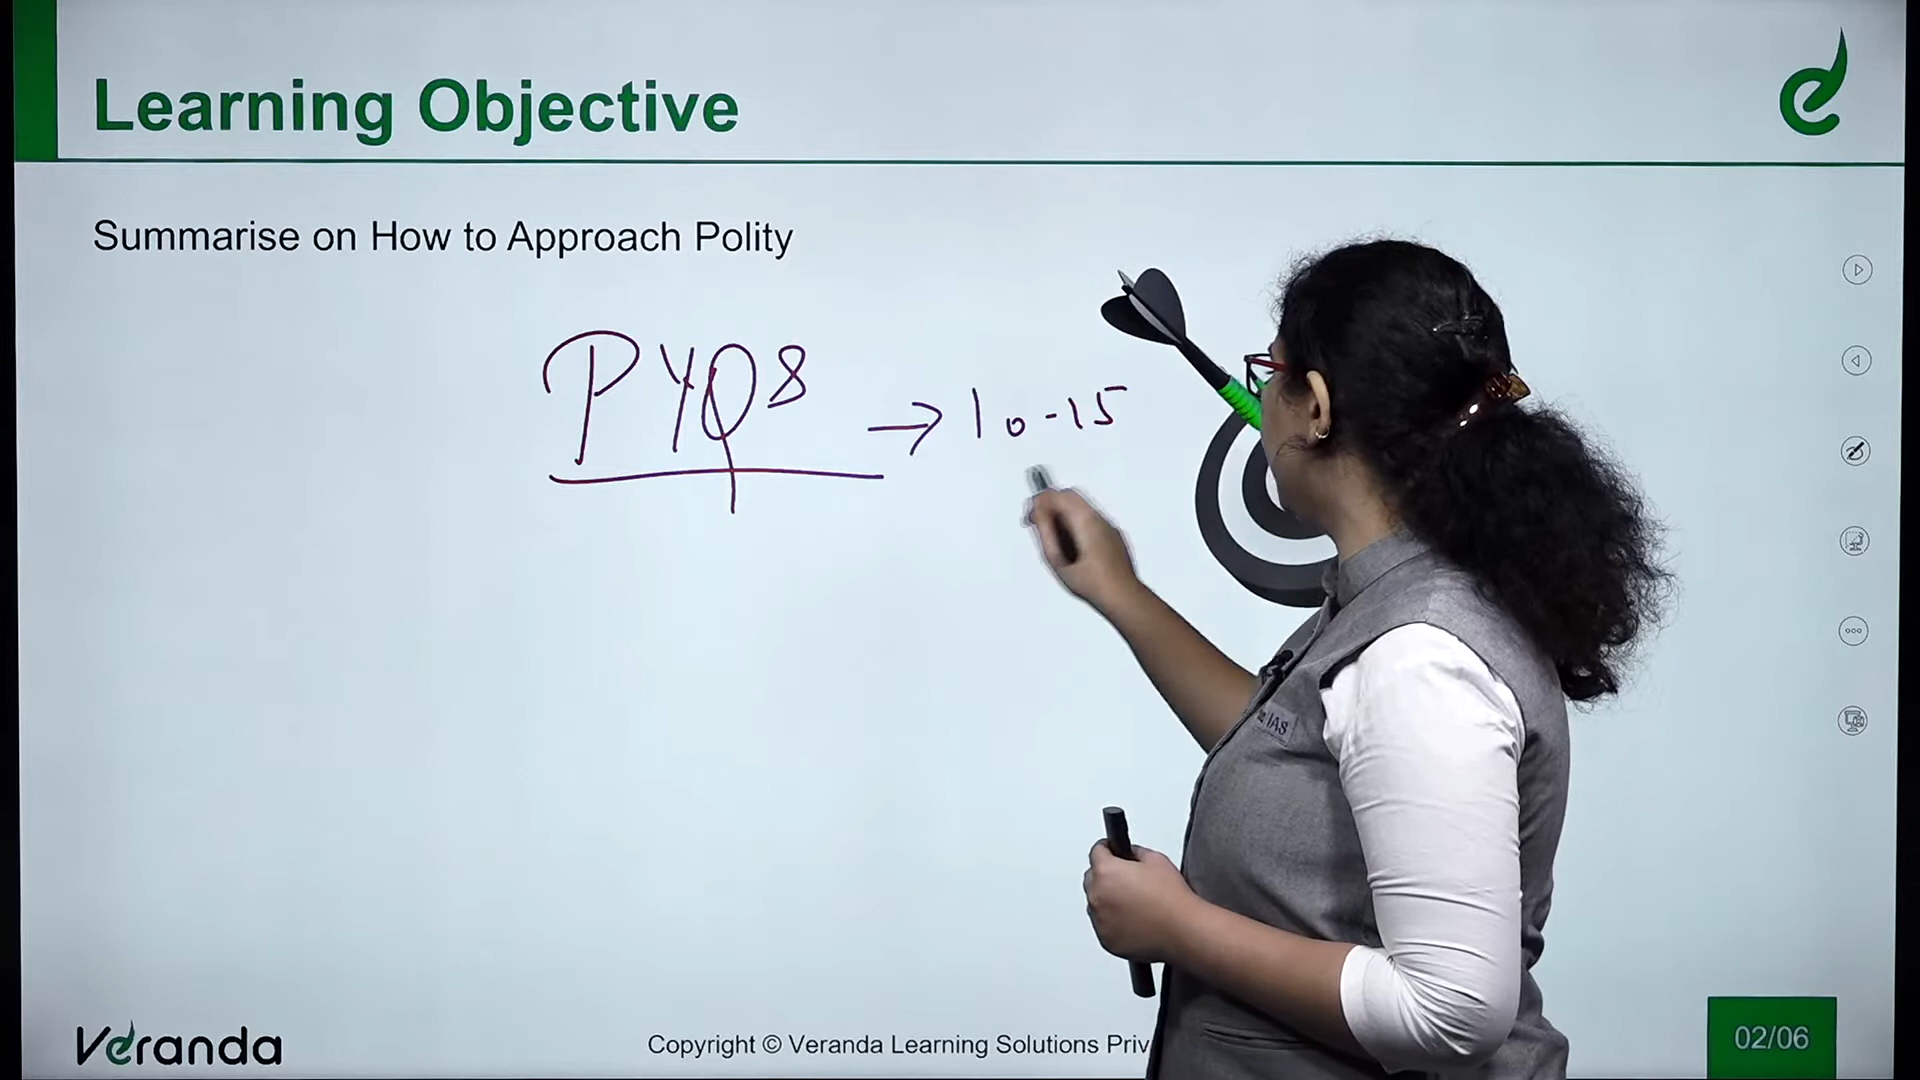 Learning Objective
Summarise on How to Approach Polity
PYQs → 10-15
IAS
Veranda
Copyright © Veranda Learning Solutions Priv
02/06